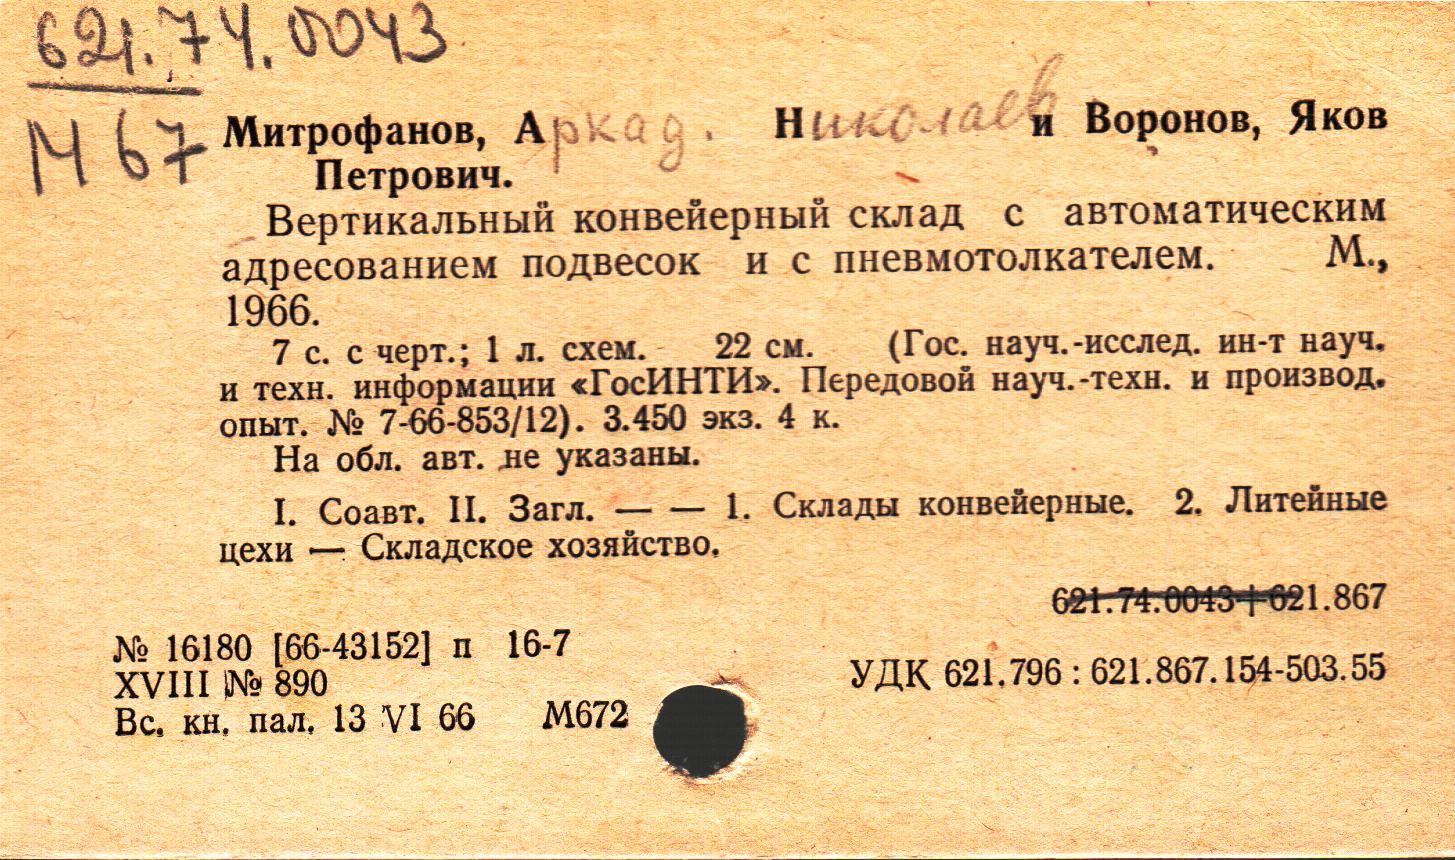 621.74.0043
М67
Митрофанов, Аркад. Николаев и Воронов, Яков
Петрович.
Вертикальный конвейерный склад с автоматическим
адресованием подвесок и с пневмотолкателем. М.,
1966.
7 с. с черт.; 1 л. схем. 22 см. (Гос. науч.-исслед. ин-т науч.
и техн. информации «ГосИНТИ». Передовой науч.-техн. и производ.
опыт. № 7-66-853/12). 3.450 экз. 4 к.
На обл. авт. не указаны.
I. Соавт. II. Загл. — — 1. Склады конвейерные. 2. Литейные
цехи — Складское хозяйство.
621.74.0043+621.867
№ 16180 [66-43152] п 16-7
XVIII № 890
Вс. кн. пал. 13 VI 66 М672
УДК 621.796 : 621.867.154-503.55